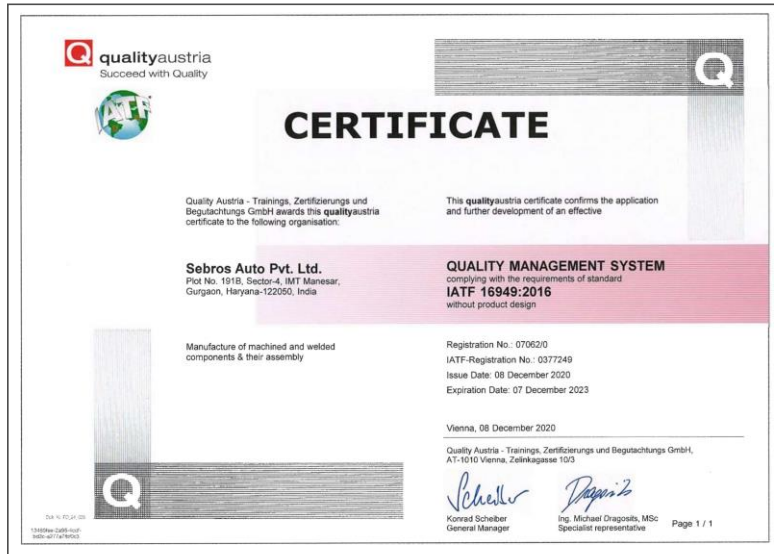 qualityaustria
Succeed with Quality
IATF
CERTIFICATE
Quality Austria - Trainings, Zertifizierungs und
Begutachtungs GmbH awards this qualityaustria
certificate to the following organisation:
This qualityaustria certificate confirms the application
and further development of an effective
Sebros Auto Pvt. Ltd.
Plot No. 191B, Sector-4, IMT Manesar,
Gurgaon, Haryana-122050, India
QUALITY MANAGEMENT SYSTEM
complying with the requirements of standard
IATF 16949:2016
without product design
Manufacture of machined and welded
components & their assembly
Registration No.: 07062/0
IATF-Registration No.: 0377249
Issue Date: 08 December 2020
Expiration Date: 07 December 2023
Vienna, 08 December 2020
Quality Austria - Trainings, Zertifizierungs und Begutachtungs GmbH,
AT-1010 Vienna, Zelinkagasse 10/3
Scheiber
Dragosits
Konrad Scheiber
General Manager
Ing. Michael Dragosits, MSc
Specialist representative
Page 1 / 1